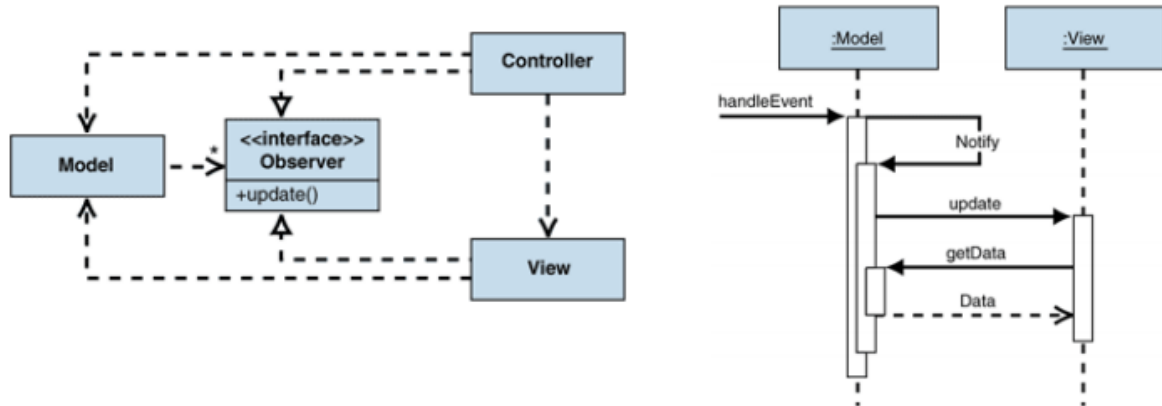 Controller
Model
*
<<interface>>
Observer
+update()
View
:Model
:View
handleEvent
Notify
update
getData
Data